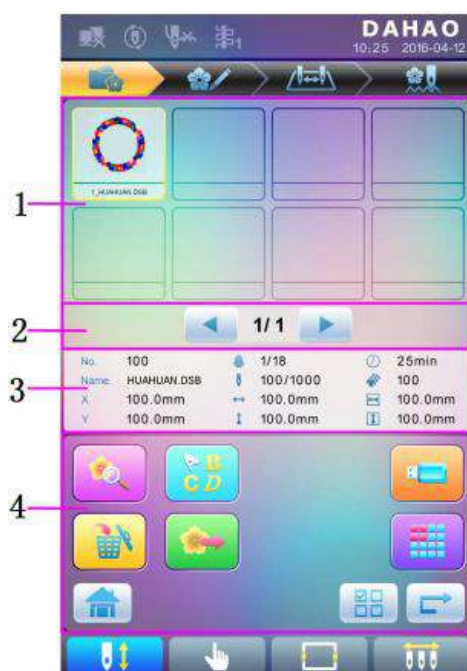 DAHAO
10:25 2016-04-12
1
1_HUAHUAN.DSB
1
2
1/1
3
No. 100 1/18 25min
Name HUAHUAN.DSB 100/1000 100
X 100.0mm 100.0mm 100.0mm
Y 100.0mm 100.0mm 100.0mm
4
B
C D